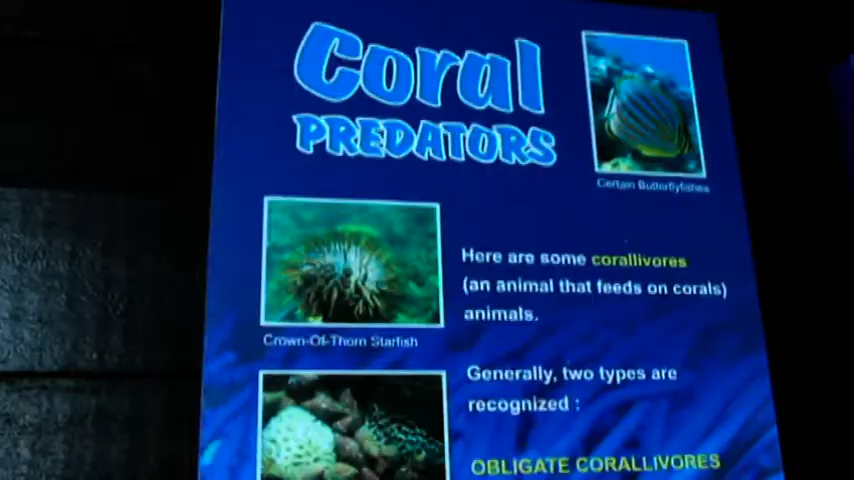 Coral
PREDATORS
Certain Butterflyfishes
Here are some corallivores
(an animal that feeds on corals)
animals.
Crown-Of-Thorn Starfish
Generally, two types are
recognized :
OBLIGATE CORALLIVORES